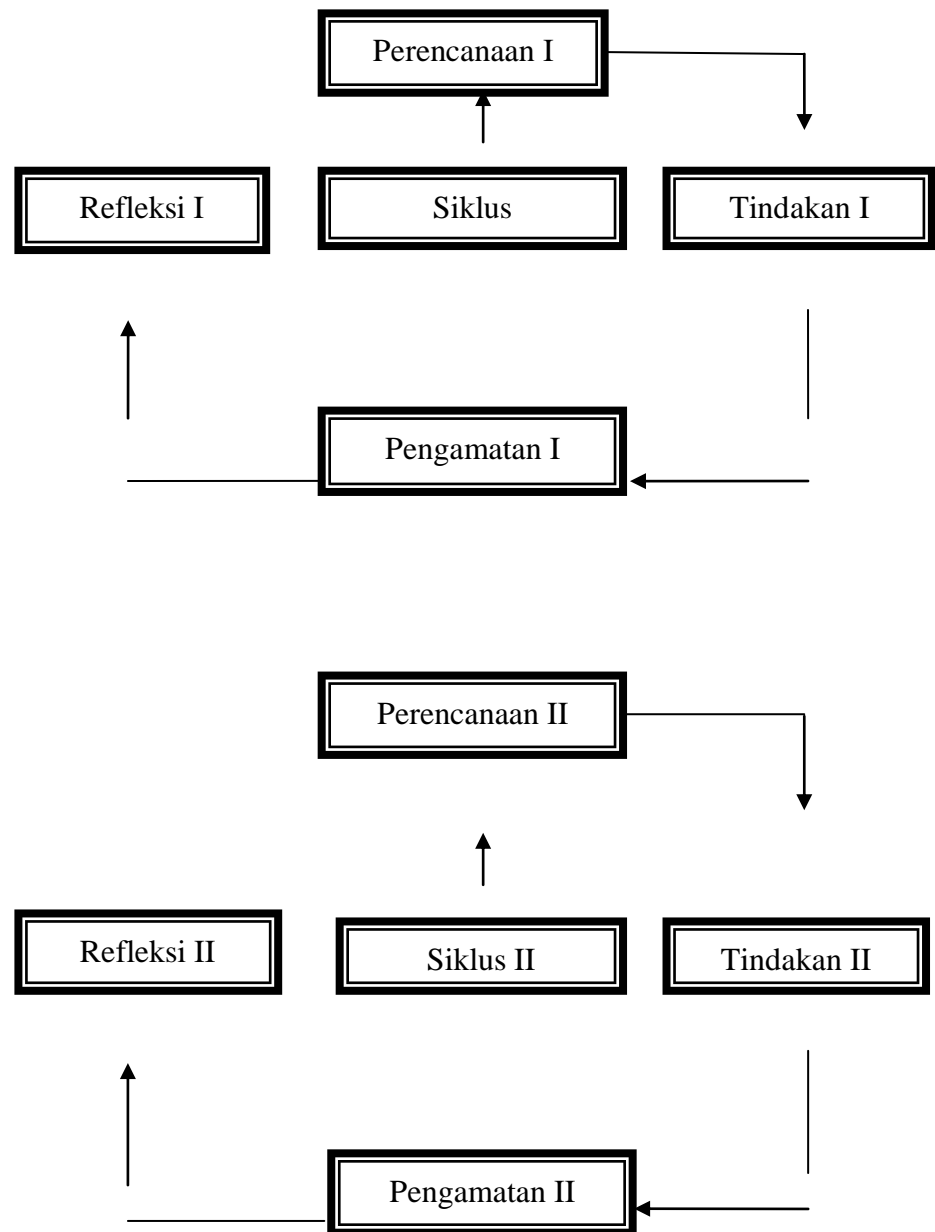 Perencanaan I
Refleksi I
Siklus
Tindakan I
Pengamatan I
Perencanaan II
Refleksi II
Siklus II
Tindakan II
Pengamatan II